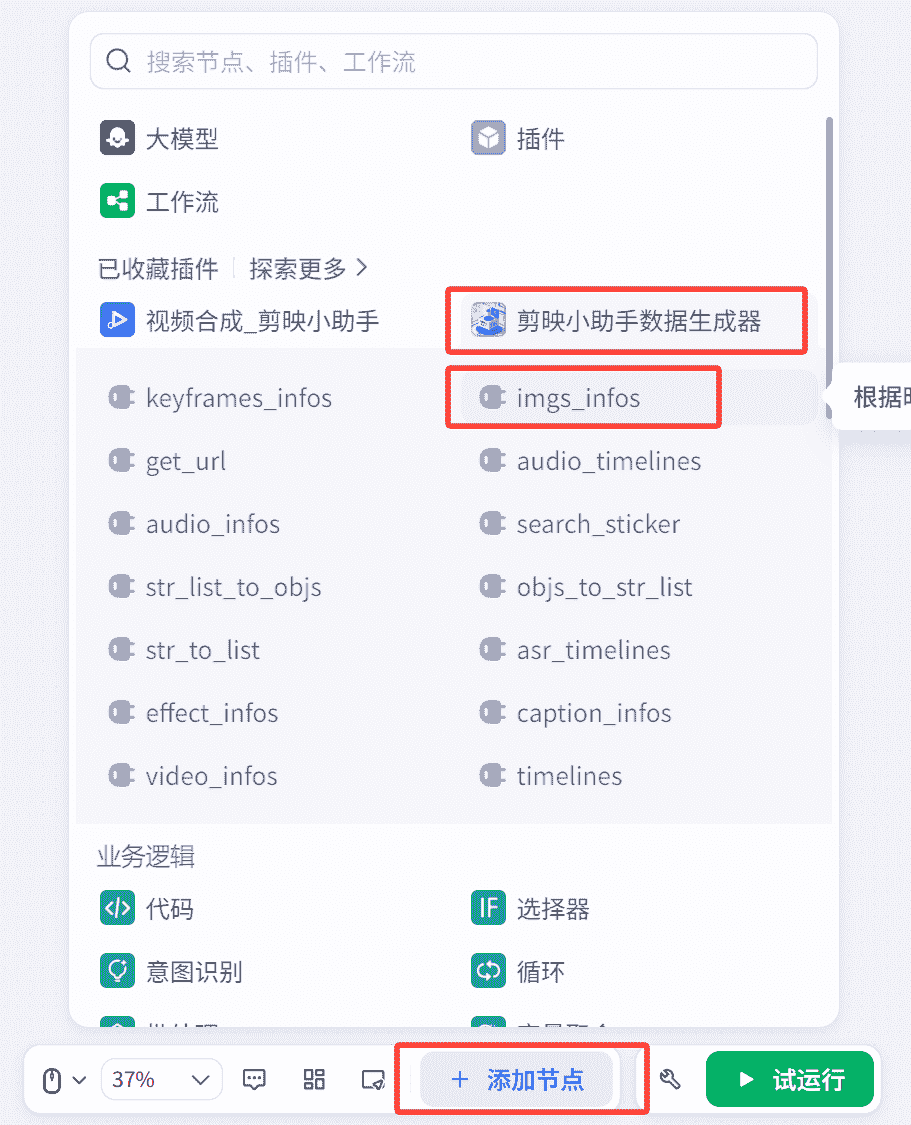 搜索节点、插件、工作流
大模型
插件
工作流
已收藏插件 探索更多
视频合成_剪映小助手
剪映小助手数据生成器
keyframes_infos
imgs_infos
根据
get_url
audio_timelines
audio_infos
search_sticker
str_list_to_objs
objs_to_str_list
str_to_list
asr_timelines
effect_infos
caption_infos
video_infos
timelines
业务逻辑
代码
IF 选择器
意图识别
循环
37%
添加节点
试运行